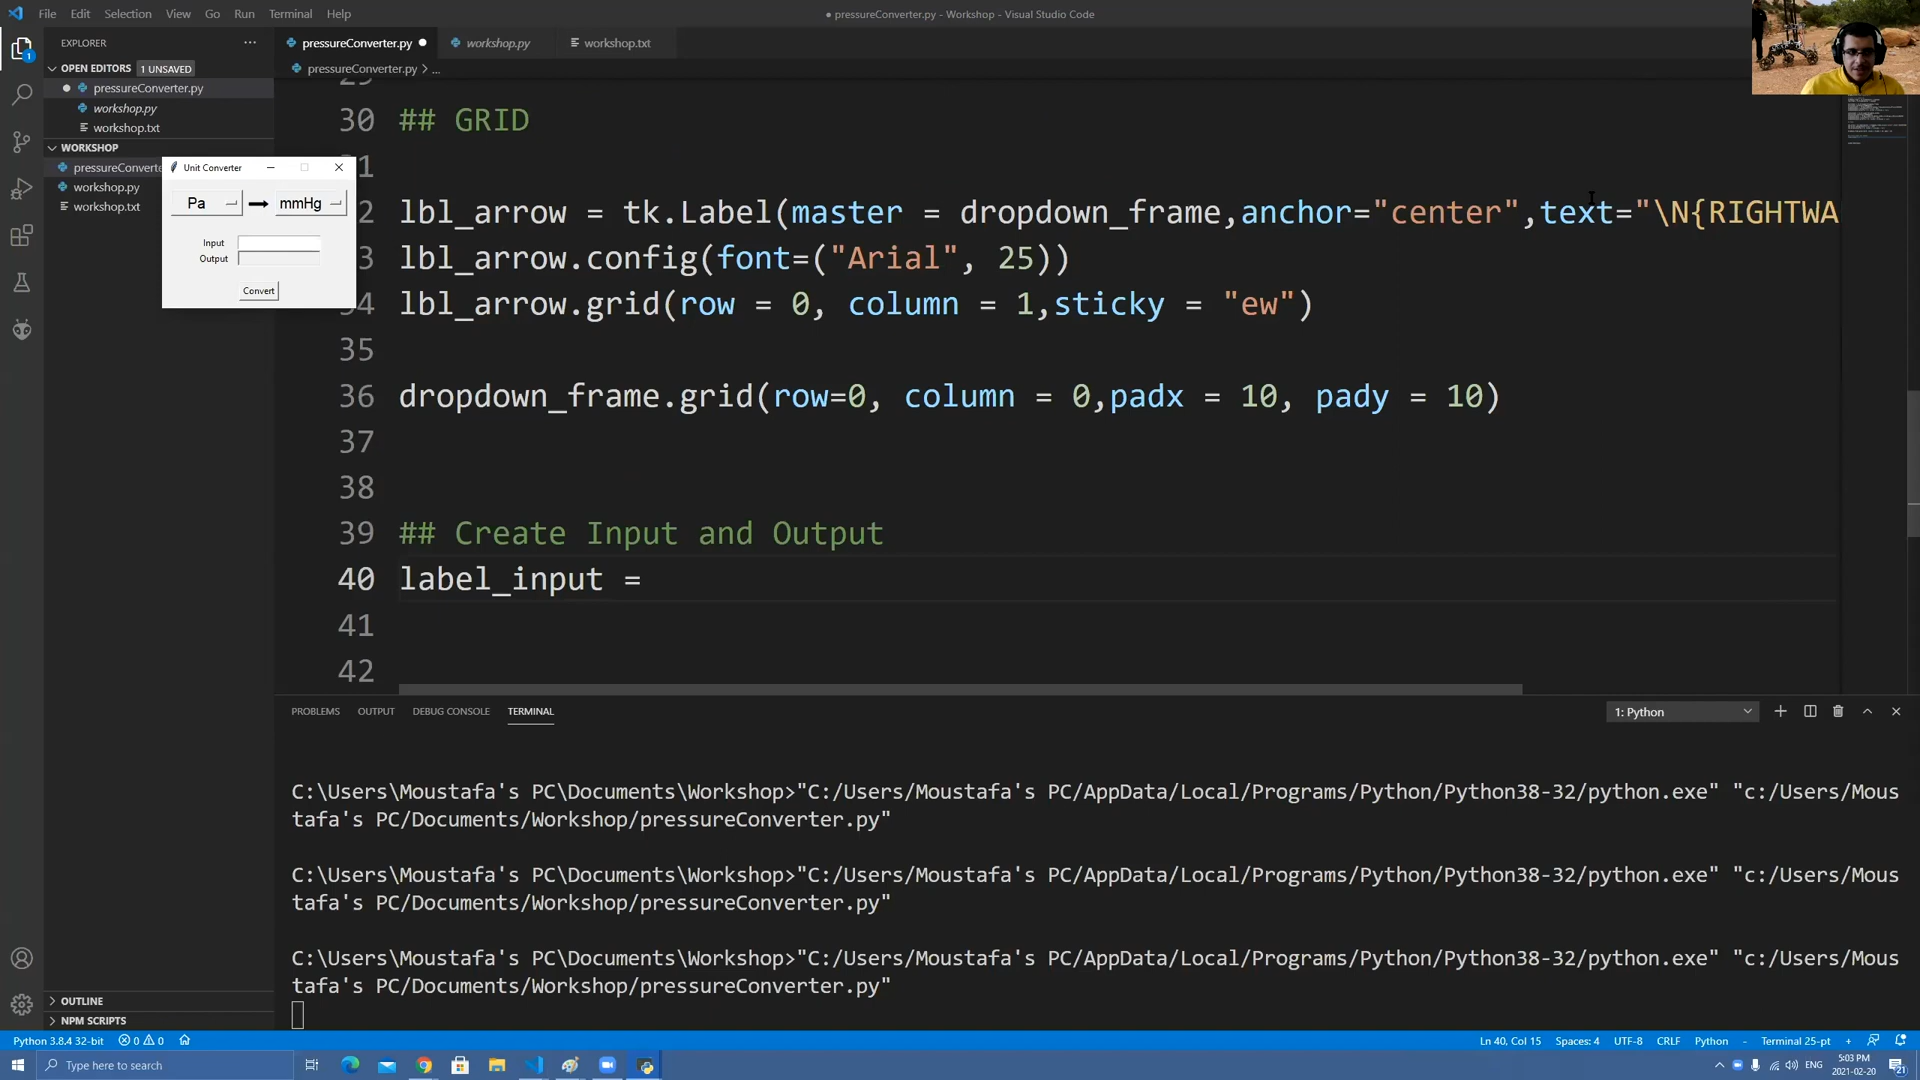 File Edit Selection View Go Run Terminal Help
● pressureConverter.py - Workshop - Visual Studio Code
EXPLORER
OPEN EDITORS 1 UNSAVED
pressureConverter.py
workshop.py
workshop.txt
WORKSHOP
pressureConverte
workshop.py
workshop.txt
OUTLINE
NPM SCRIPTS
Unit Converter
Pa
mmHg
Input
Output
Convert
pressureConverter.py workshop.py workshop.txt
pressureConverter.py > ...
30 ## GRID
2 lbl_arrow = tk.Label(master = dropdown_frame,anchor="center",text="\N{RIGHTWA
3 lbl_arrow.config(font=("Arial", 25))
34 lbl_arrow.grid(row = 0, column = 1,sticky = "ew")
35
36 dropdown_frame.grid(row=0, column = 0,padx = 10, pady = 10)
37
38
39 ## Create Input and Output
40 label_input =
41
42
PROBLEMS OUTPUT DEBUG CONSOLE TERMINAL
1: Python
C:\Users\Moustafa's PC\Documents\Workshop>"C:/Users/Moustafa's PC/AppData/Local/Programs/Python/Python38-32/python.exe" "c:/Users/Mous
tafa's PC/Documents/Workshop/pressureConverter.py"
C:\Users\Moustafa's PC\Documents\Workshop>"C:/Users/Moustafa's PC/AppData/Local/Programs/Python/Python38-32/python.exe" "c:/Users/Mous
tafa's PC/Documents/Workshop/pressureConverter.py"
C:\Users\Moustafa's PC\Documents\Workshop>"C:/Users/Moustafa's PC/AppData/Local/Programs/Python/Python38-32/python.exe" "c:/Users/Mous
tafa's PC/Documents/Workshop/pressureConverter.py"
Python 3.8.4 32-bit 0 0
Ln 40, Col 15 Spaces: 4 UTF-8 CRLF Python Terminal 25-pt
Type here to search
ENG
5:03 PM
2021-02-20
21